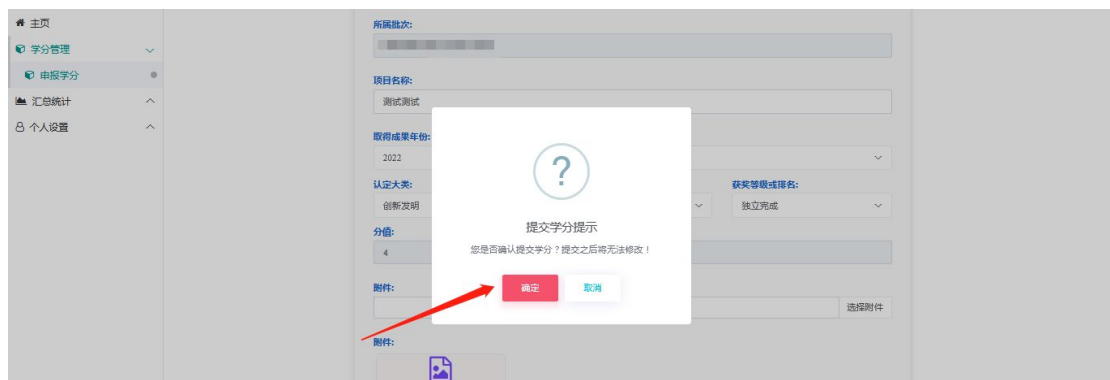 主页
学分管理
申报学分
汇总统计
个人设置
所属批次:
项目名称:
测试测试
取得成果年份:
2022
认定大类:
获奖等级或排名:
创新发明
独立完成
分值:
4
附件:
选择附件
附件:
?
提交学分提示
您是否确认提交学分？提交之后将无法修改！
确定
取消